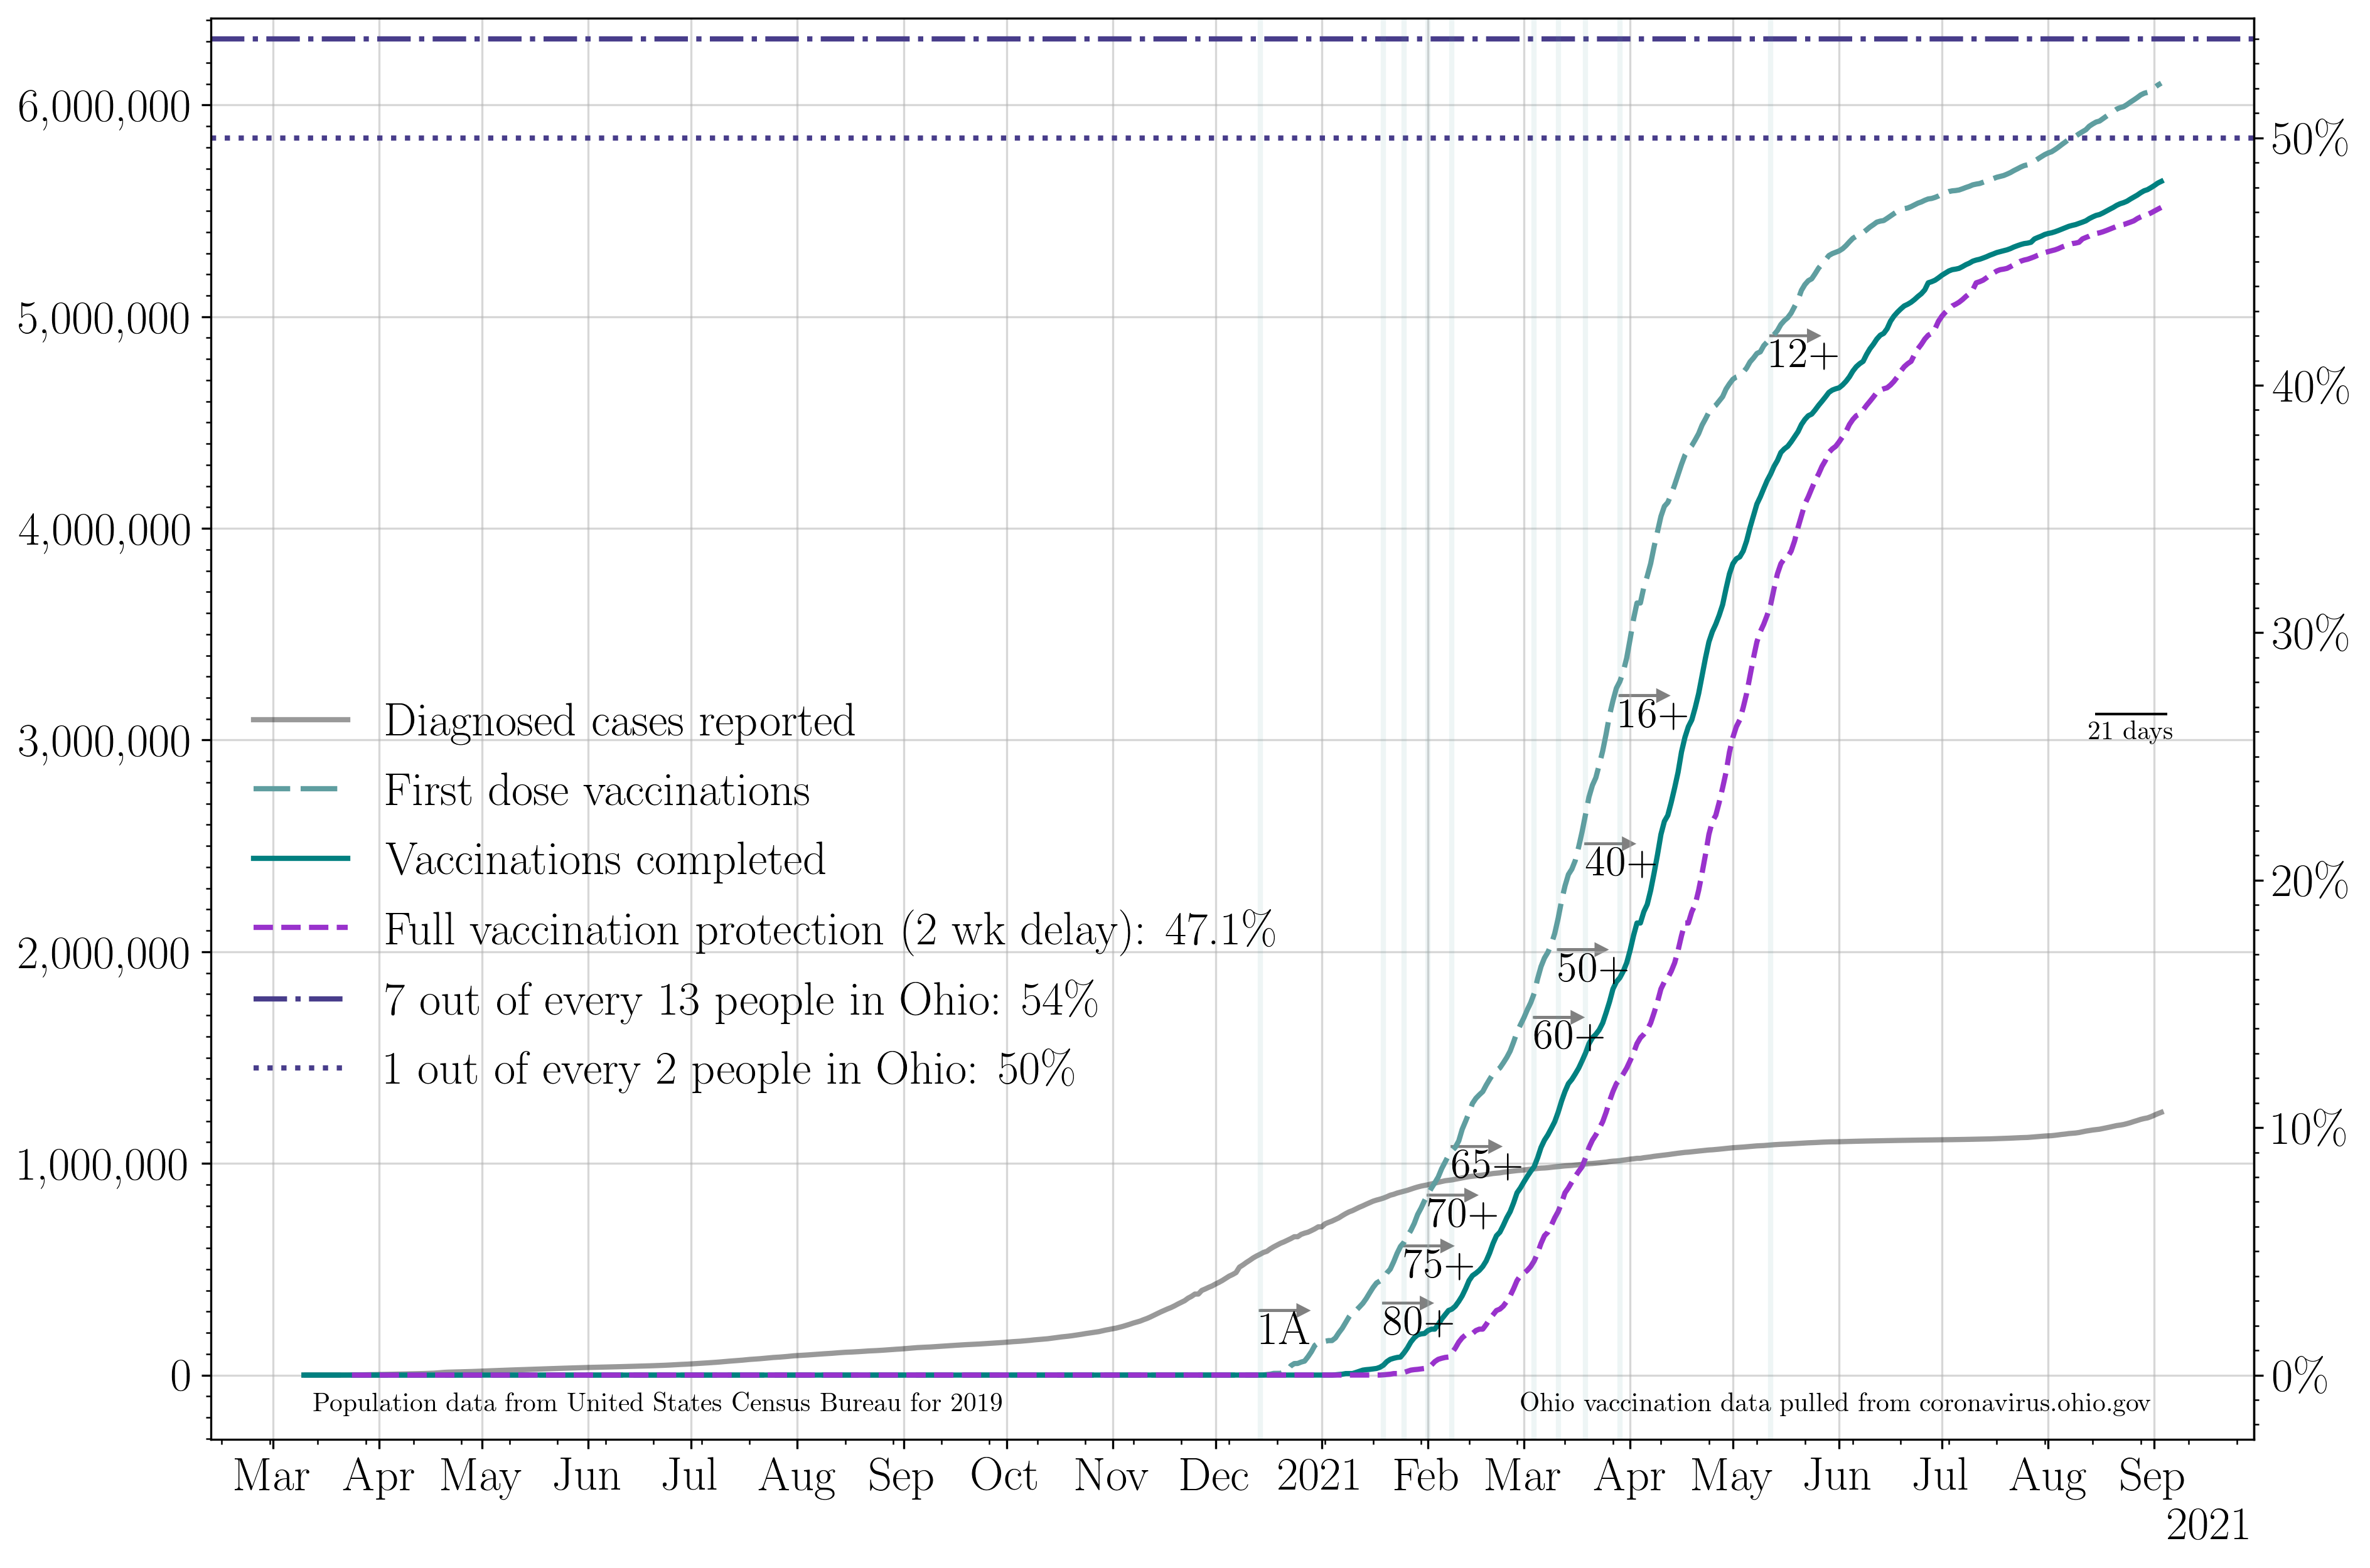 6,000,000
50%
5,000,000
12+
40%
4,000,000
30%
16+
3,000,000
21 days
Diagnosed cases reported
First dose vaccinations
Vaccinations completed
Full vaccination protection (2 wk delay): 47.1%
7 out of every 13 people in Ohio: 54%
1 out of every 2 people in Ohio: 50%
40+
20%
2,000,000
50+
60+
10%
1,000,000
65+
70+
75+
80+
1A
0
0%
Population data from United States Census Bureau for 2019
Ohio vaccination data pulled from coronavirus.ohio.gov
Mar Apr May Jun Jul Aug Sep Oct Nov Dec 2021 Feb Mar Apr May Jun Jul Aug Sep
2021